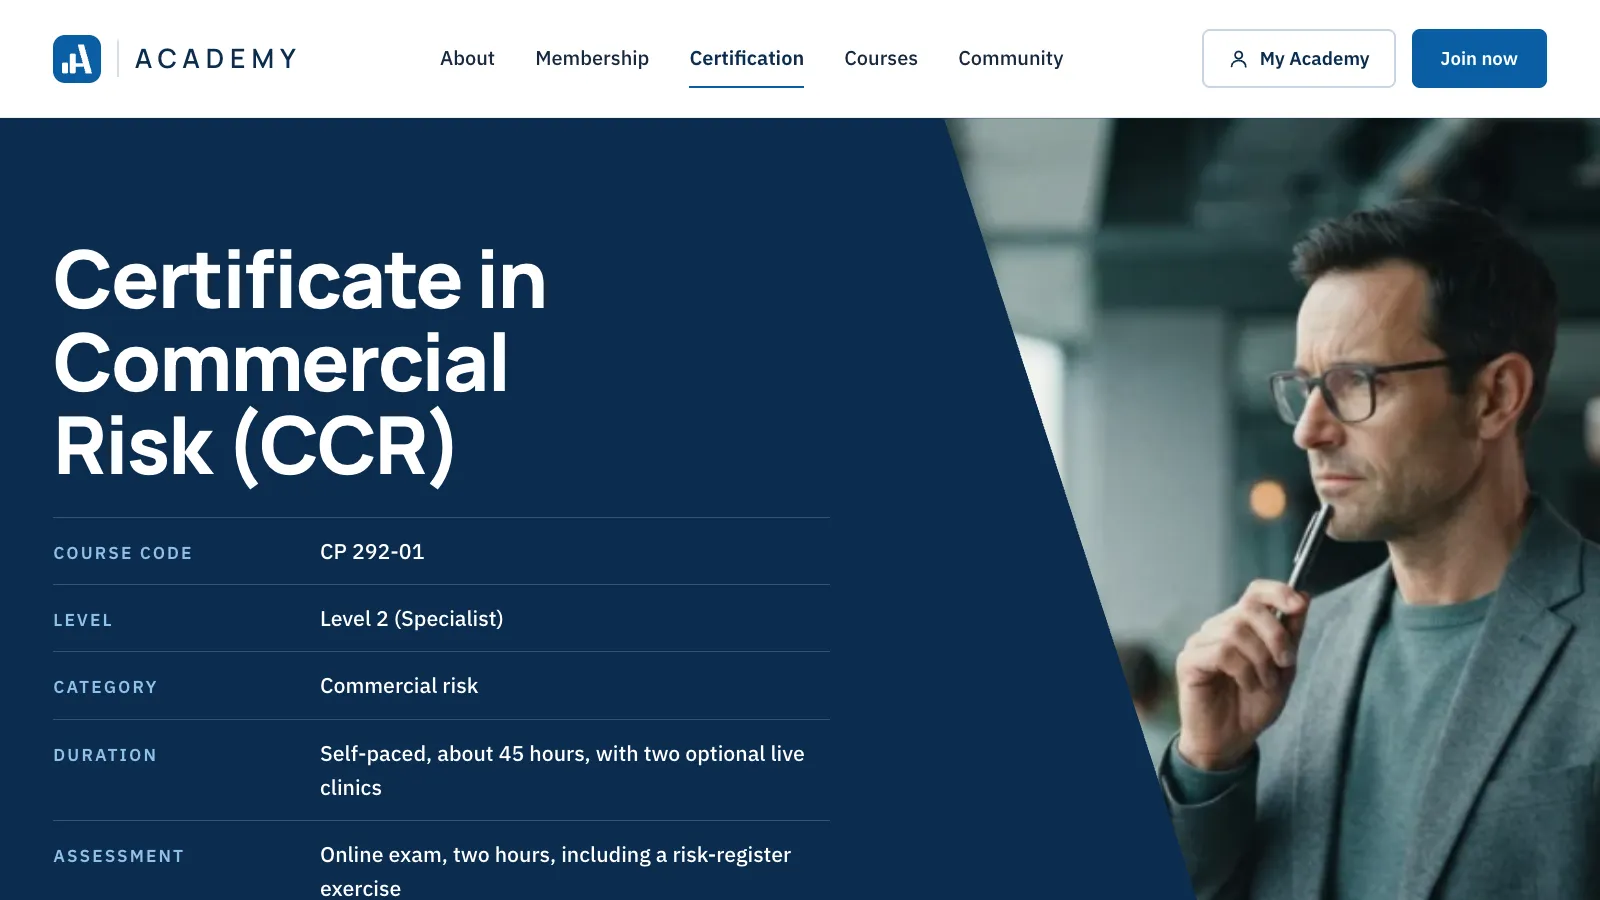 ACADEMY
About
Membership
Certification
Courses
Community
My Academy
Join now
Certificate in
Commercial
Risk (CCR)
COURSE CODE
CP 292-01
LEVEL
Level 2 (Specialist)
CATEGORY
Commercial risk
DURATION
Self-paced, about 45 hours, with two optional live
clinics
ASSESSMENT
Online exam, two hours, including a risk-register
exercise